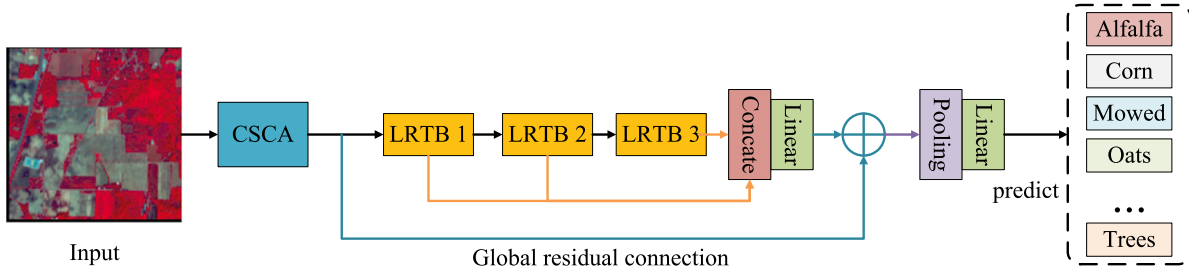 Input
CSCA
LRTB 1
LRTB 2
LRTB 3
Concate
Linear
Pooling
Linear
Global residual connection
predict
Alfalfa
Corn
Mowed
Oats
...
Trees